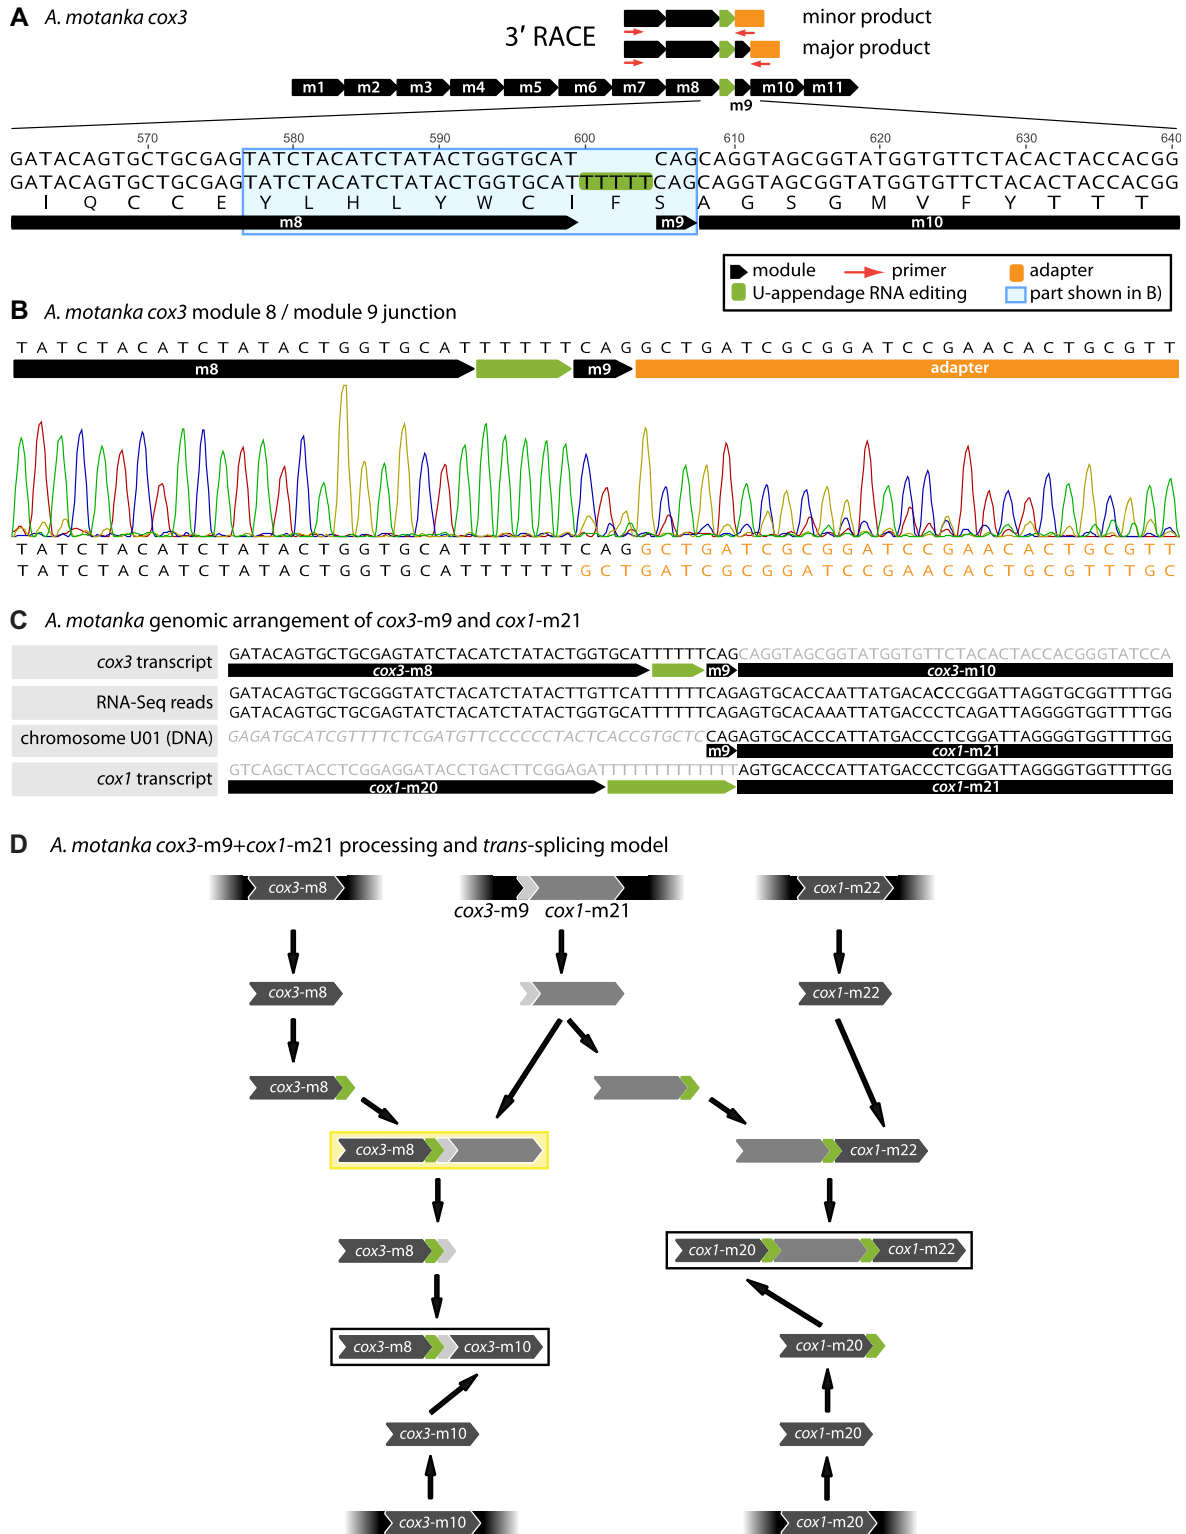 A A. motanka cox3
3′ RACE
minor product
major product
m1 m2 m3 m4 m5 m6 m7 m8 m10 m11
m9
570 580 590 600 610 620 630 640
GATACAGTGCTGCGAGTATCTACATCTATACTGGTGCAT CAGCAGGTAGCGGTATGGTGTTCTACACTACCACGG
GATACAGTGCTGCGAGTATCTACATCTATACTGGTGCATTTTTTCAGCAGGTAGCGGTATGGTGTTCTACACTACCACGG
I Q C C E Y L H L Y W C I F S A G S G M V F Y T T T
m8 m9 m10
module primer adapter
U-appendage RNA editing part shown in B)
B A. motanka cox3 module 8 / module 9 junction
T A T C T A C A T C T A T A C T G G T G C A T T T T T T C A G G C T G A T C G C G G A T C C G A A C A C T G C G T T
m8 m9 adapter
T A T C T A C A T C T A T A C T G G T G C A T T T T T T C A G G C T G A T C G C G G A T C C G A A C A C T G C G T T
T A T C T A C A T C T A T A C T G G T G C A T T T T T T G C T G A T C G C G G A T C C G A A C A C T G C G T T T G C
C A. motanka genomic arrangement of cox3-m9 and cox1-m21
cox3 transcript
GATACAGTGCTGCGAGTATCTACATCTATACTGGTGCATTTTTTCAGCAGGTAGCGGTATGGTGTTCTACACTACCACGGGTATCCA
cox3-m8 m9 cox3-m10
RNA-Seq reads
GATACAGTGCTGCGGGTATCTACATCTATACTTGTTCATTTTTTCAGAGTGCACCAATTATGACACCCGGATTAGGTGCGGTTTTGG
GATACAGTGCTGCGAGTATCTACATCTATACTGGTGCATTTTTTCAGAGTGCACAAATTATGACCCTCAGATTAGGGGTGGTTTTGG
chromosome U01 (DNA)
GAGATGCATCGTTTTCTCGATGTTCCCCCCTACTCACCGTGCTCCAGAGTGCACCCATTATGACCCTCGGATTAGGGGTGGTTTTGG
m9 cox1-m21
cox1 transcript
GTCAGCTACCTCGGAGGATACCTGACTTCGGAGATTTTTTTTTTTTTAGTGCACCCATTATGACCCTCGGATTAGGGGTGGTTTTGG
cox1-m20 cox1-m21
D A. motanka cox3-m9+cox1-m21 processing and trans-splicing model
cox3-m8 cox1-m22
cox3-m9 cox1-m21
cox3-m8 cox1-m22
cox3-m8
cox3-m8 cox1-m22
cox3-m8 cox1-m20 cox1-m22
cox3-m8 cox3-m10 cox1-m20
cox3-m10 cox1-m20
cox3-m10 cox1-m20